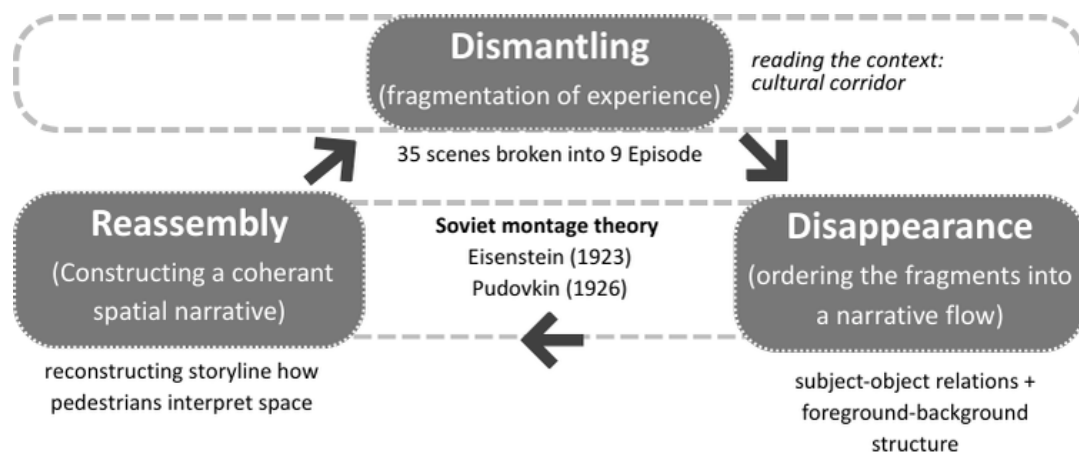 Dismantling
(fragmentation of experience)
reading the context:
cultural corridor
35 scenes broken into 9 Episode
Reassembly
(Constructing a coherant
spatial narrative)
reconstructing storyline how
pedestrians interpret space
Soviet montage theory
Eisenstein (1923)
Pudovkin (1926)
Disappearance
(ordering the fragments into
a narrative flow)
subject-object relations +
foreground-background
structure